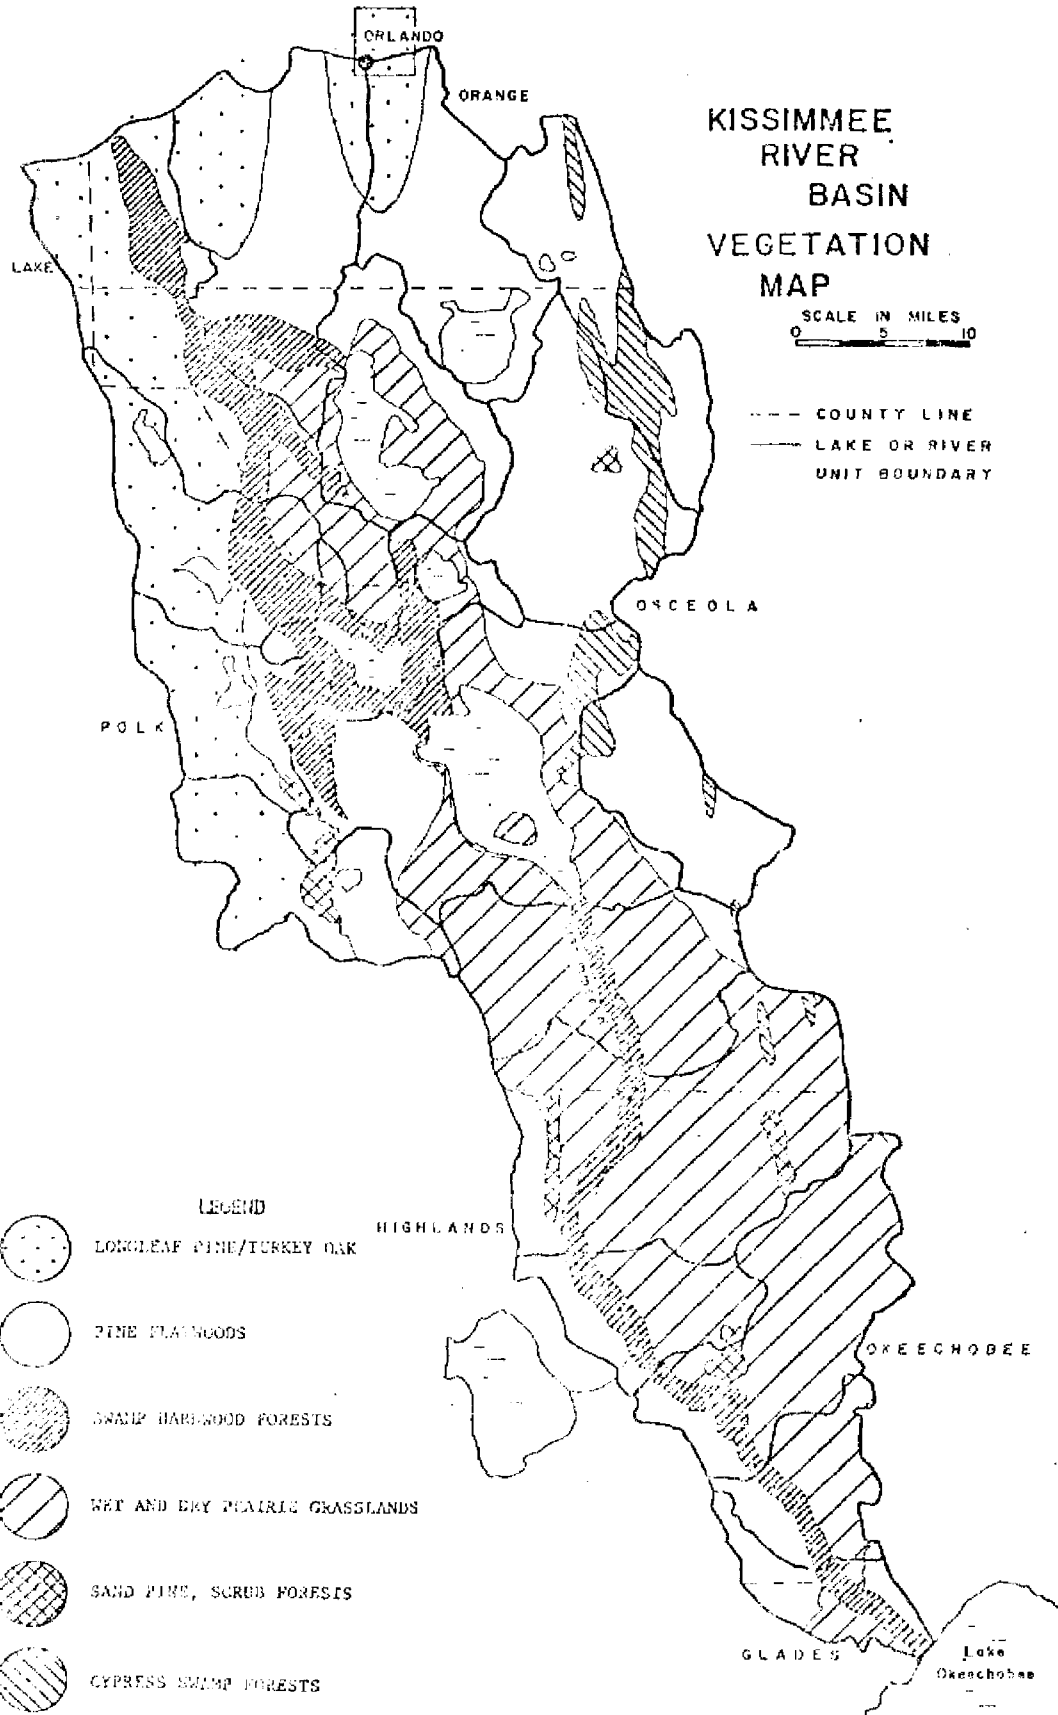 ORLANDO
ORANGE
KISSIMMEE
RIVER
BASIN
VEGETATION
MAP
SCALE IN MILES
0 5 10
LAKE
--- COUNTY LINE
— LAKE OR RIVER
UNIT BOUNDARY
OSCEOLA
POLK
LEGEND
HIGHLANDS
LONGLEAF PINE/TURKEY OAK
PINE FLATWOODS
OKEECHOBEE
SWAMP HARDWOOD FORESTS
WET AND DRY PRAIRIE GRASSLANDS
SAND PINE, SCRUB FORESTS
GLADES
Lake
Okeechobee
CYPRESS SWAMP FORESTS